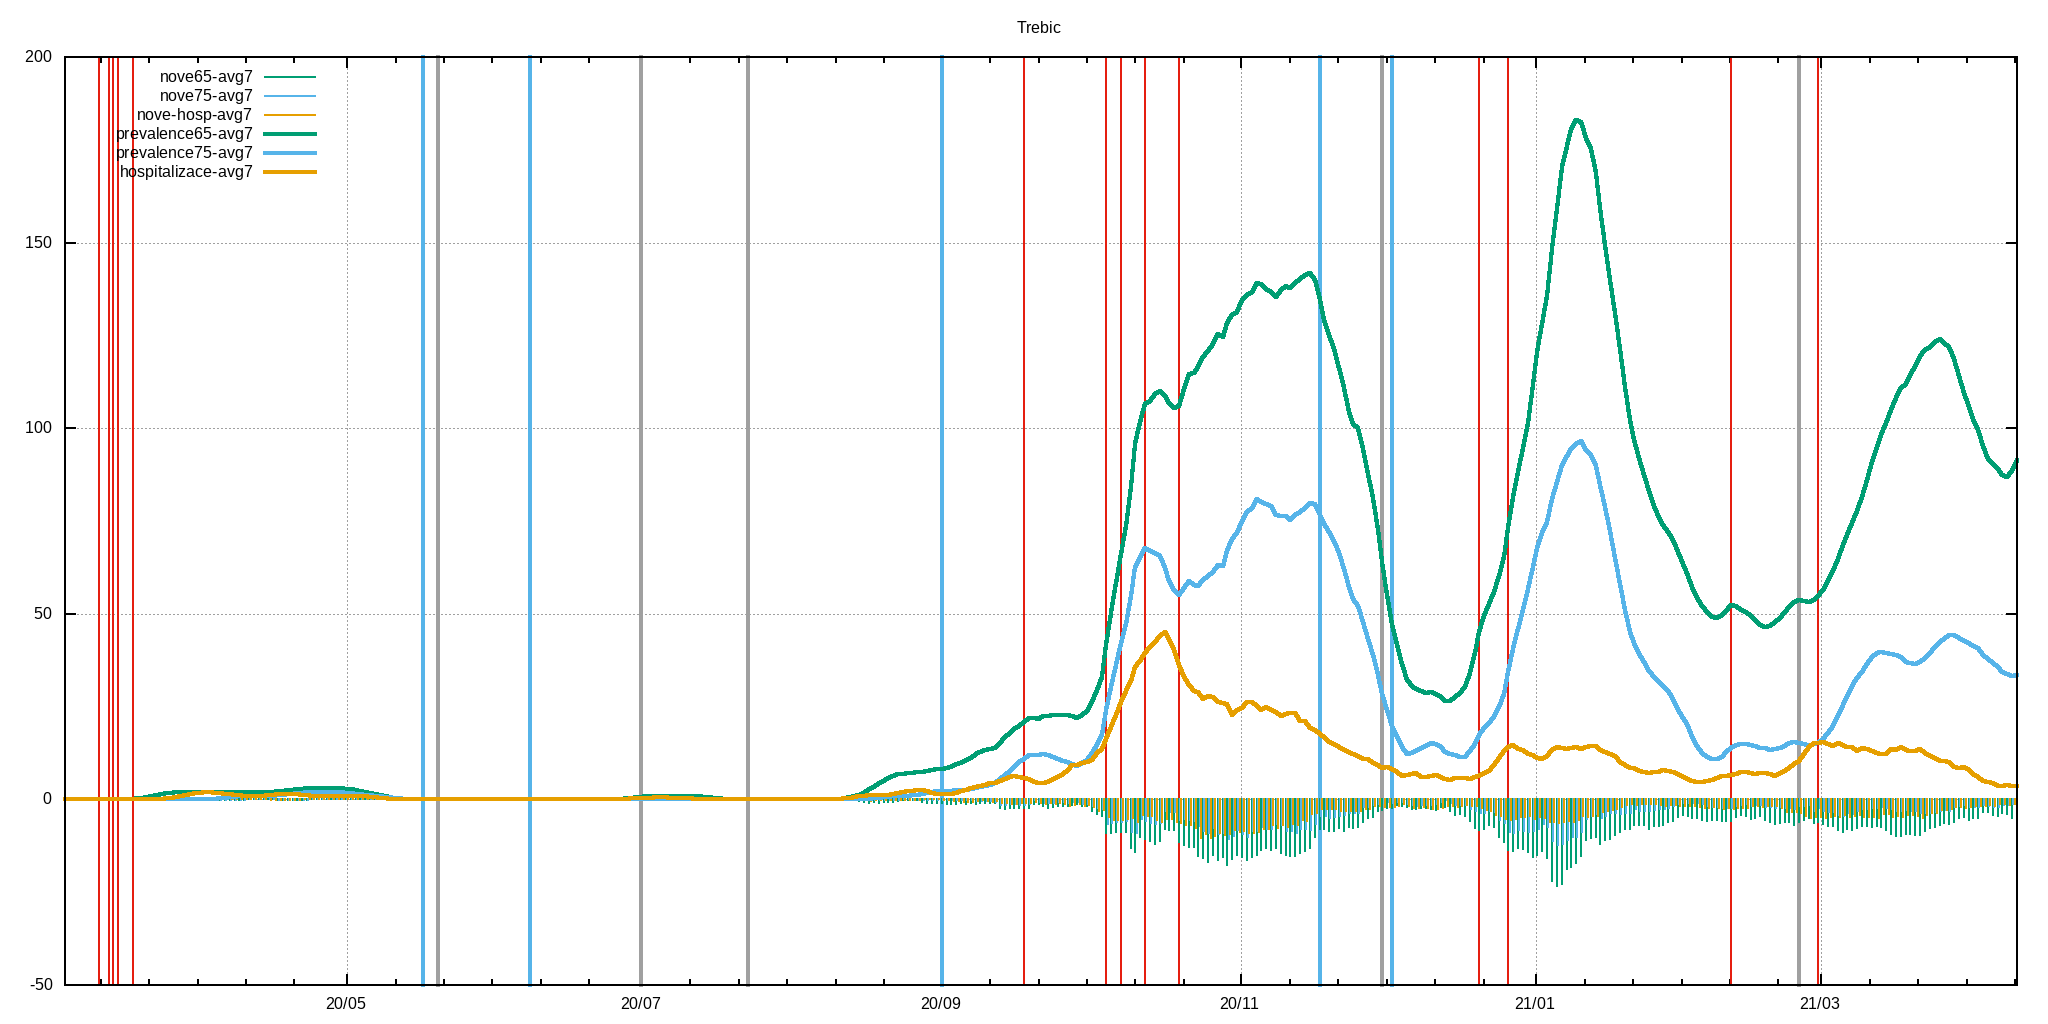 Trebic
200
150
100
50
0
-50
nove65-avg7
nove75-avg7
nove-hosp-avg7
prevalence65-avg7
prevalence75-avg7
hospitalizace-avg7
20/05 20/07 20/09 20/11 21/01 21/03